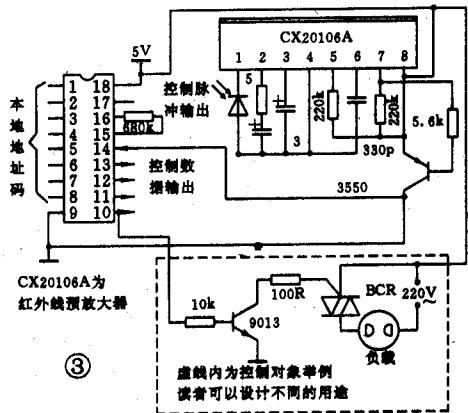 CX20106A
5V
1 2 3 4 5 6 7 8
控制脉
冲输出
5
3
220k
220k
330p
5.6k
3550
本地地址码
1 18
2 17
3 16
4 15
5 14
6 13
7 12
8 11
9 10
680k
控制数
据输出
CX20106A为
红外线预放大器
10k
9013
100R
BCR
220V
~
负载
虚线内为控制对象举例
读者可以设计不同的用途
③